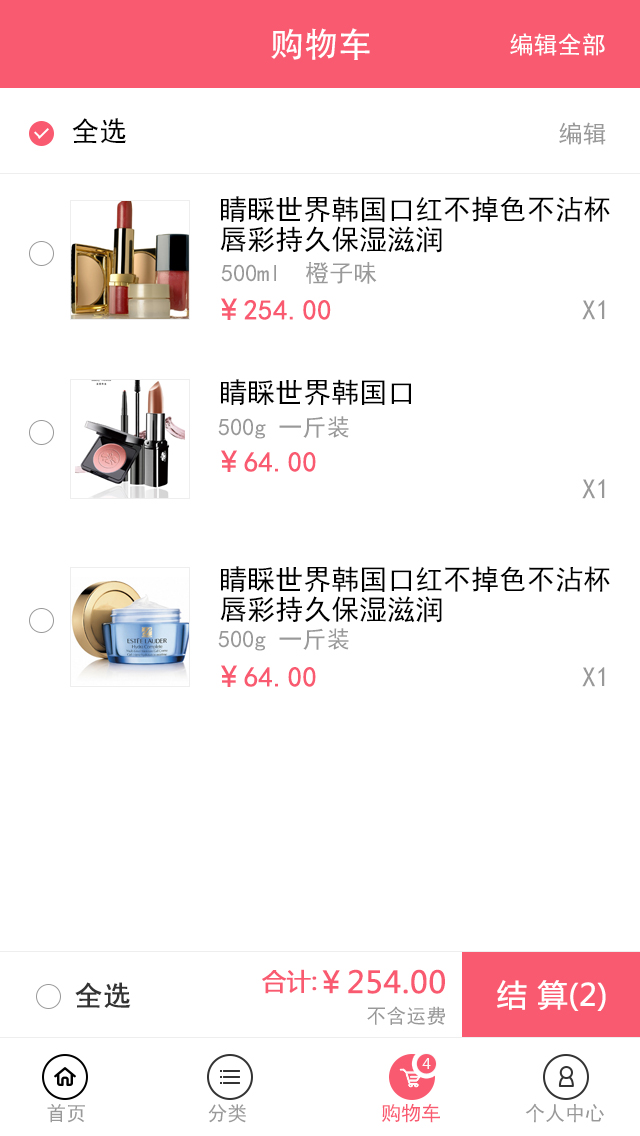 购物车 编辑全部
全选 编辑
睛睬世界韩国口红不掉色不沾杯
唇彩持久保湿滋润
500ml 橙子味
¥254.00 X1
睛睬世界韩国口
500g 一斤装
¥64.00
X1
睛睬世界韩国口红不掉色不沾杯
唇彩持久保湿滋润
ESTĒE LAUDER
500g 一斤装
¥64.00 X1
全选 合计:¥254.00 结 算(2)
不含运费
4
首页 分类 购物车 个人中心